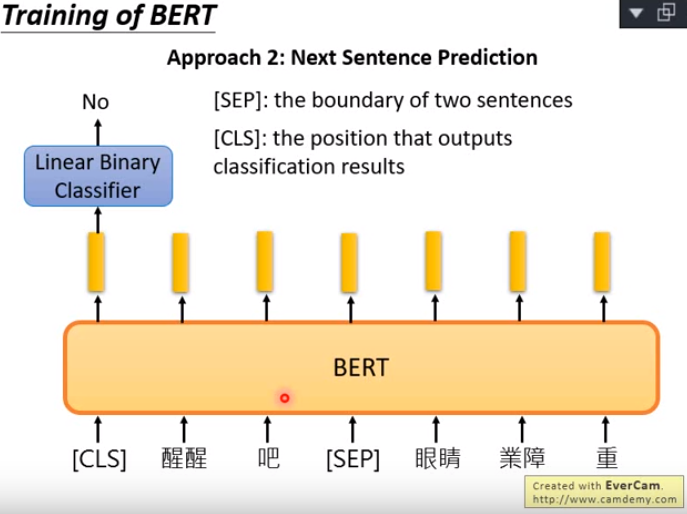 Training of BERT
Approach 2: Next Sentence Prediction
No
[SEP]: the boundary of two sentences
[CLS]: the position that outputs
classification results
Linear Binary
Classifier
BERT
[CLS] 醒醒 吧 [SEP] 眼睛 業障 重
Created with EverCam.
http://www.camdemy.com